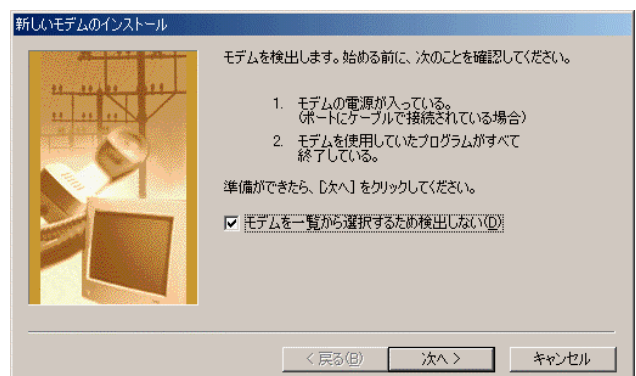 新しいモデムのインストール
モデムを検出します。始める前に、次のことを確認してください。
1. モデムの電源が入っている。
(ポートにケーブルで接続されている場合)
2. モデムを使用していたプログラムがすべて
終了している。
準備ができたら、[次へ] をクリックしてください。
モデムを一覧から選択するため検出しない(D)
< 戻る(B)
次へ >
キャンセル